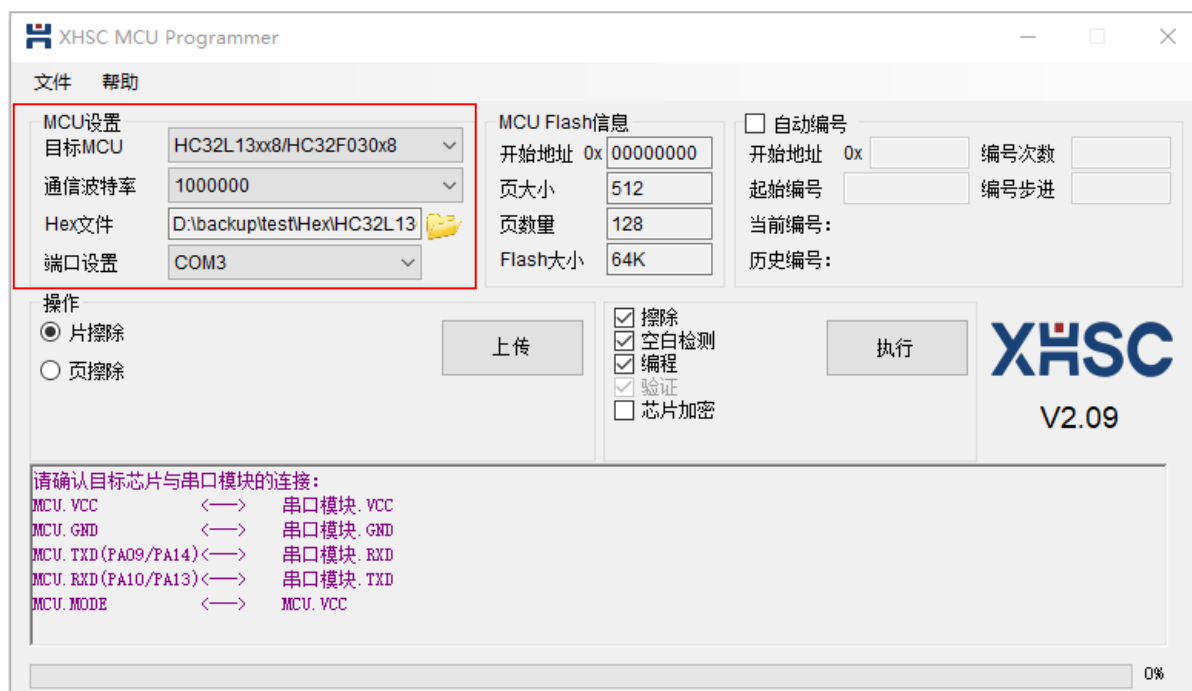 XHSC MCU Programmer
文件 帮助
MCU设置
目标MCU HC32L13xx8/HC32F030x8
通信波特率 1000000
Hex文件 D:\backup\test\Hex\HC32L13
端口设置 COM3
MCU Flash信息
开始地址 0x 00000000
页大小 512
页数量 128
Flash大小 64K
自动编号
开始地址 0x 编号次数
起始编号 编号步进
当前编号:
历史编号:
操作
片擦除
页擦除
上传
擦除
空白检测
编程
验证
芯片加密
执行
XHSC
V2.09
请确认目标芯片与串口模块的连接:
MCU.VCC <——> 串口模块.VCC
MCU.GND <——> 串口模块.GND
MCU.TXD(PA09/PA14)<——> 串口模块.RXD
MCU.RXD(PA10/PA13)<——> 串口模块.TXD
MCU.MODE <——> MCU.VCC
0%